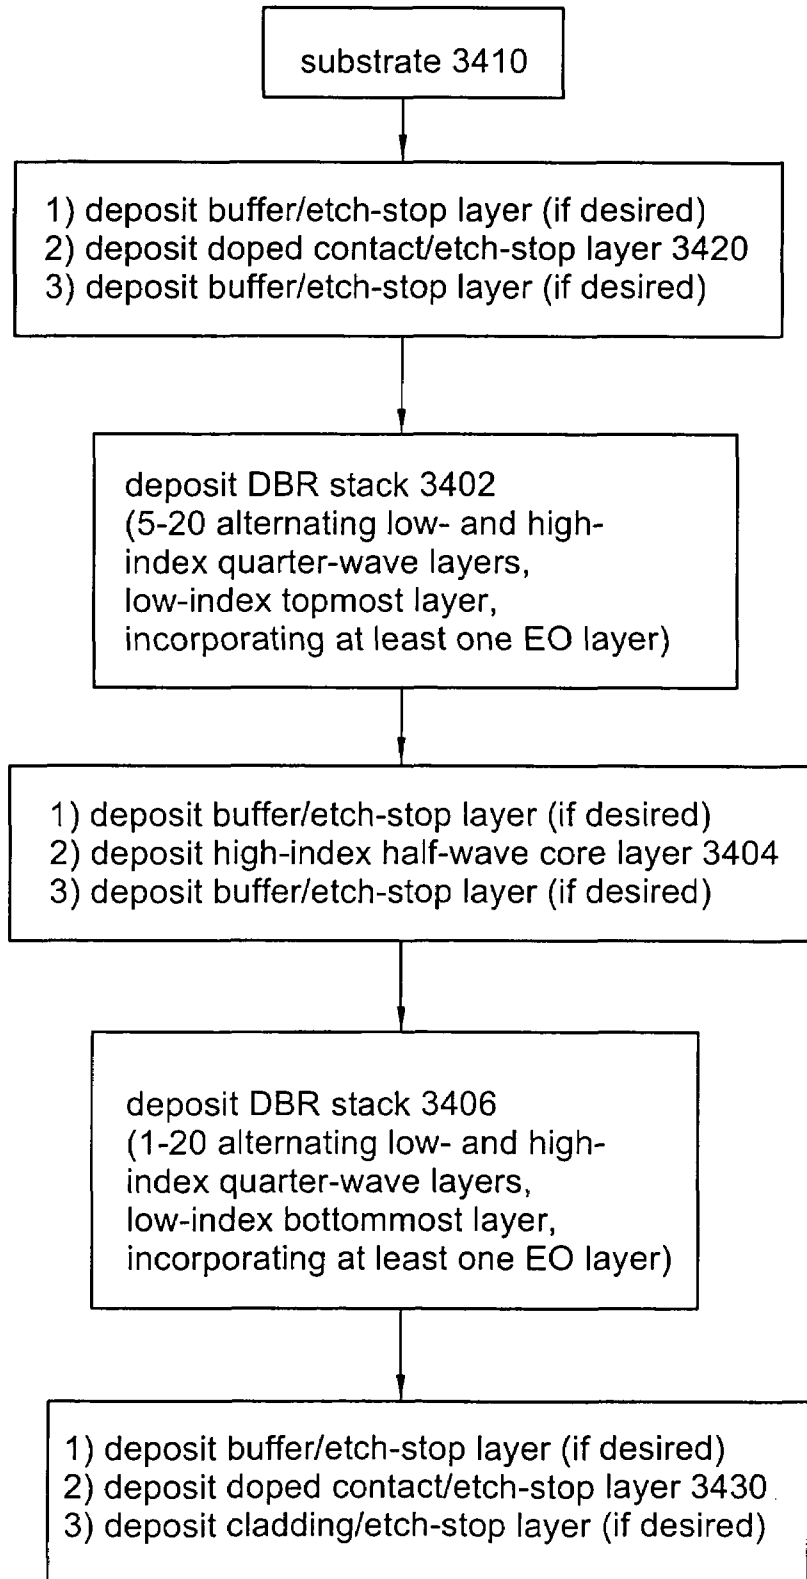 substrate 3410
1) deposit buffer/etch-stop layer (if desired)
2) deposit doped contact/etch-stop layer 3420
3) deposit buffer/etch-stop layer (if desired)
deposit DBR stack 3402
(5-20 alternating low- and high-
index quarter-wave layers,
low-index topmost layer,
incorporating at least one EO layer)
1) deposit buffer/etch-stop layer (if desired)
2) deposit high-index half-wave core layer 3404
3) deposit buffer/etch-stop layer (if desired)
deposit DBR stack 3406
(1-20 alternating low- and high-
index quarter-wave layers,
low-index bottommost layer,
incorporating at least one EO layer)
1) deposit buffer/etch-stop layer (if desired)
2) deposit doped contact/etch-stop layer 3430
3) deposit cladding/etch-stop layer (if desired)